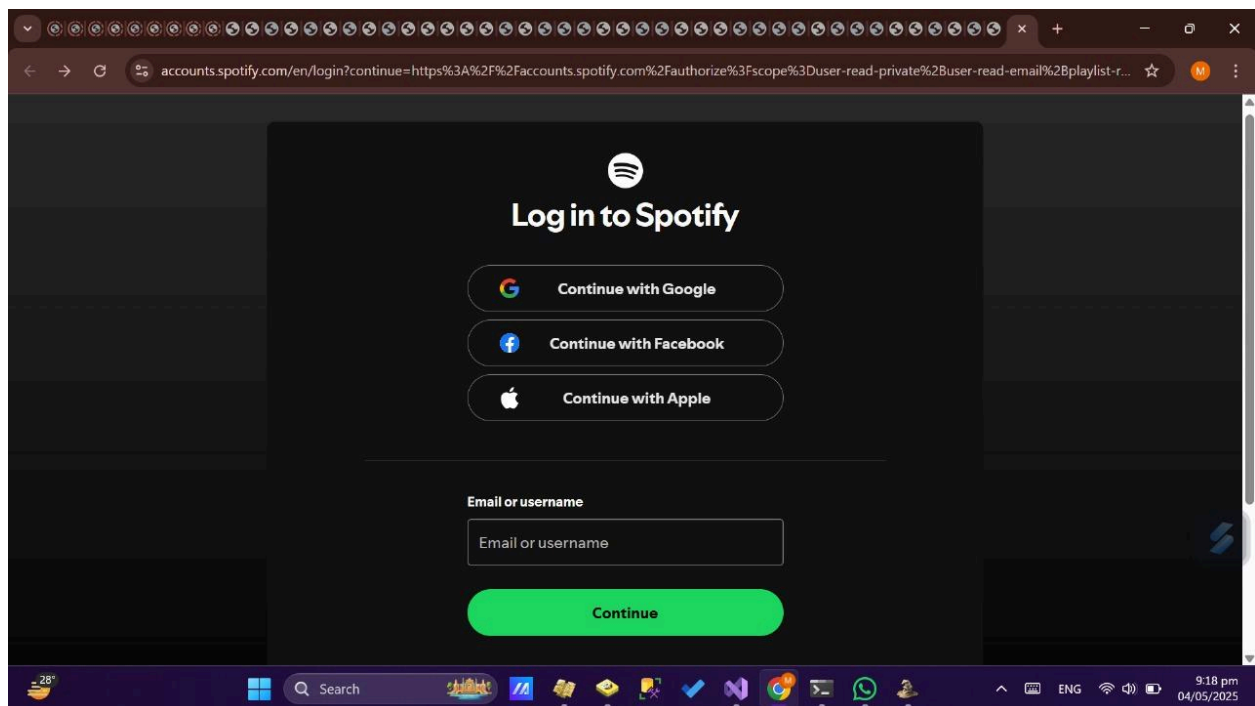 accounts.spotify.com/en/login?continue=https%3A%2F%2Faccounts.spotify.com%2Fauthorize%3Fscope%3Duser-read-private%2Buser-read-email%2Bplaylist-r...
M
Log in to Spotify
Continue with Google
Continue with Facebook
Continue with Apple
Email or username
Email or username
Continue
28°
Search
ENG
9:18 pm
04/05/2025